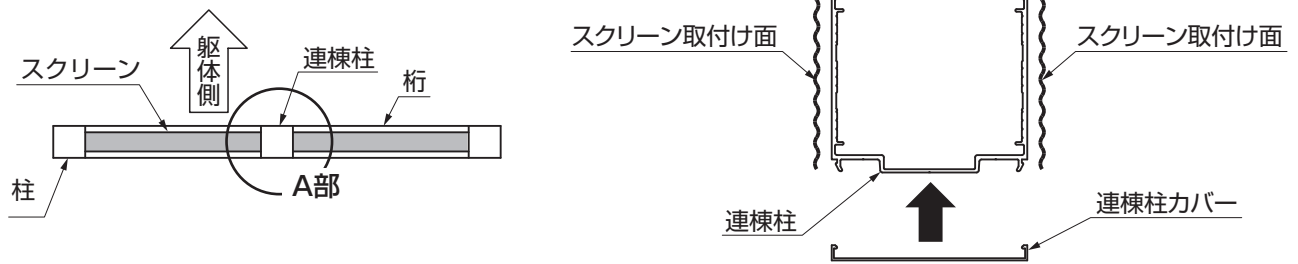 スクリーン
躯体側
連棟柱
桁
柱
A部
スクリーン取付け面
スクリーン取付け面
連棟柱
連棟柱カバー